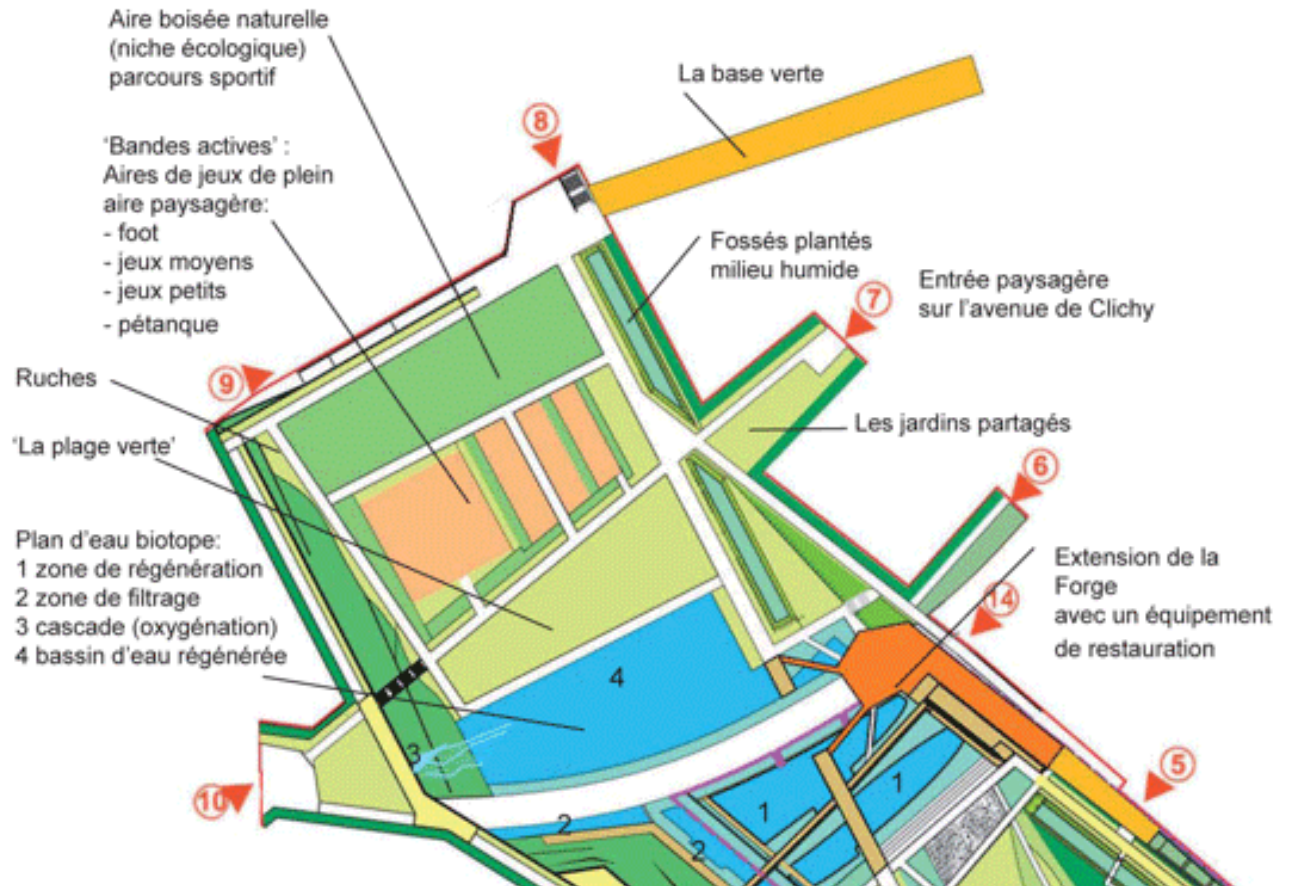 Aire boisée naturelle
(niche écologique)
parcours sportif
La base verte
8
'Bandes actives' :
Aires de jeux de plein
aire paysagère:
- foot
- jeux moyens
- jeux petits
- pétanque
Fossés plantés
milieu humide
7
Entrée paysagère
sur l'avenue de Clichy
Ruches
9
'La plage verte'
Les jardins partagés
6
Plan d'eau biotope:
1 zone de régénération
2 zone de filtrage
3 cascade (oxygénation)
4 bassin d'eau régénérée
Extension de la
Forge
avec un équipement
de restauration
14
4
3
5
10
1
1
2
2